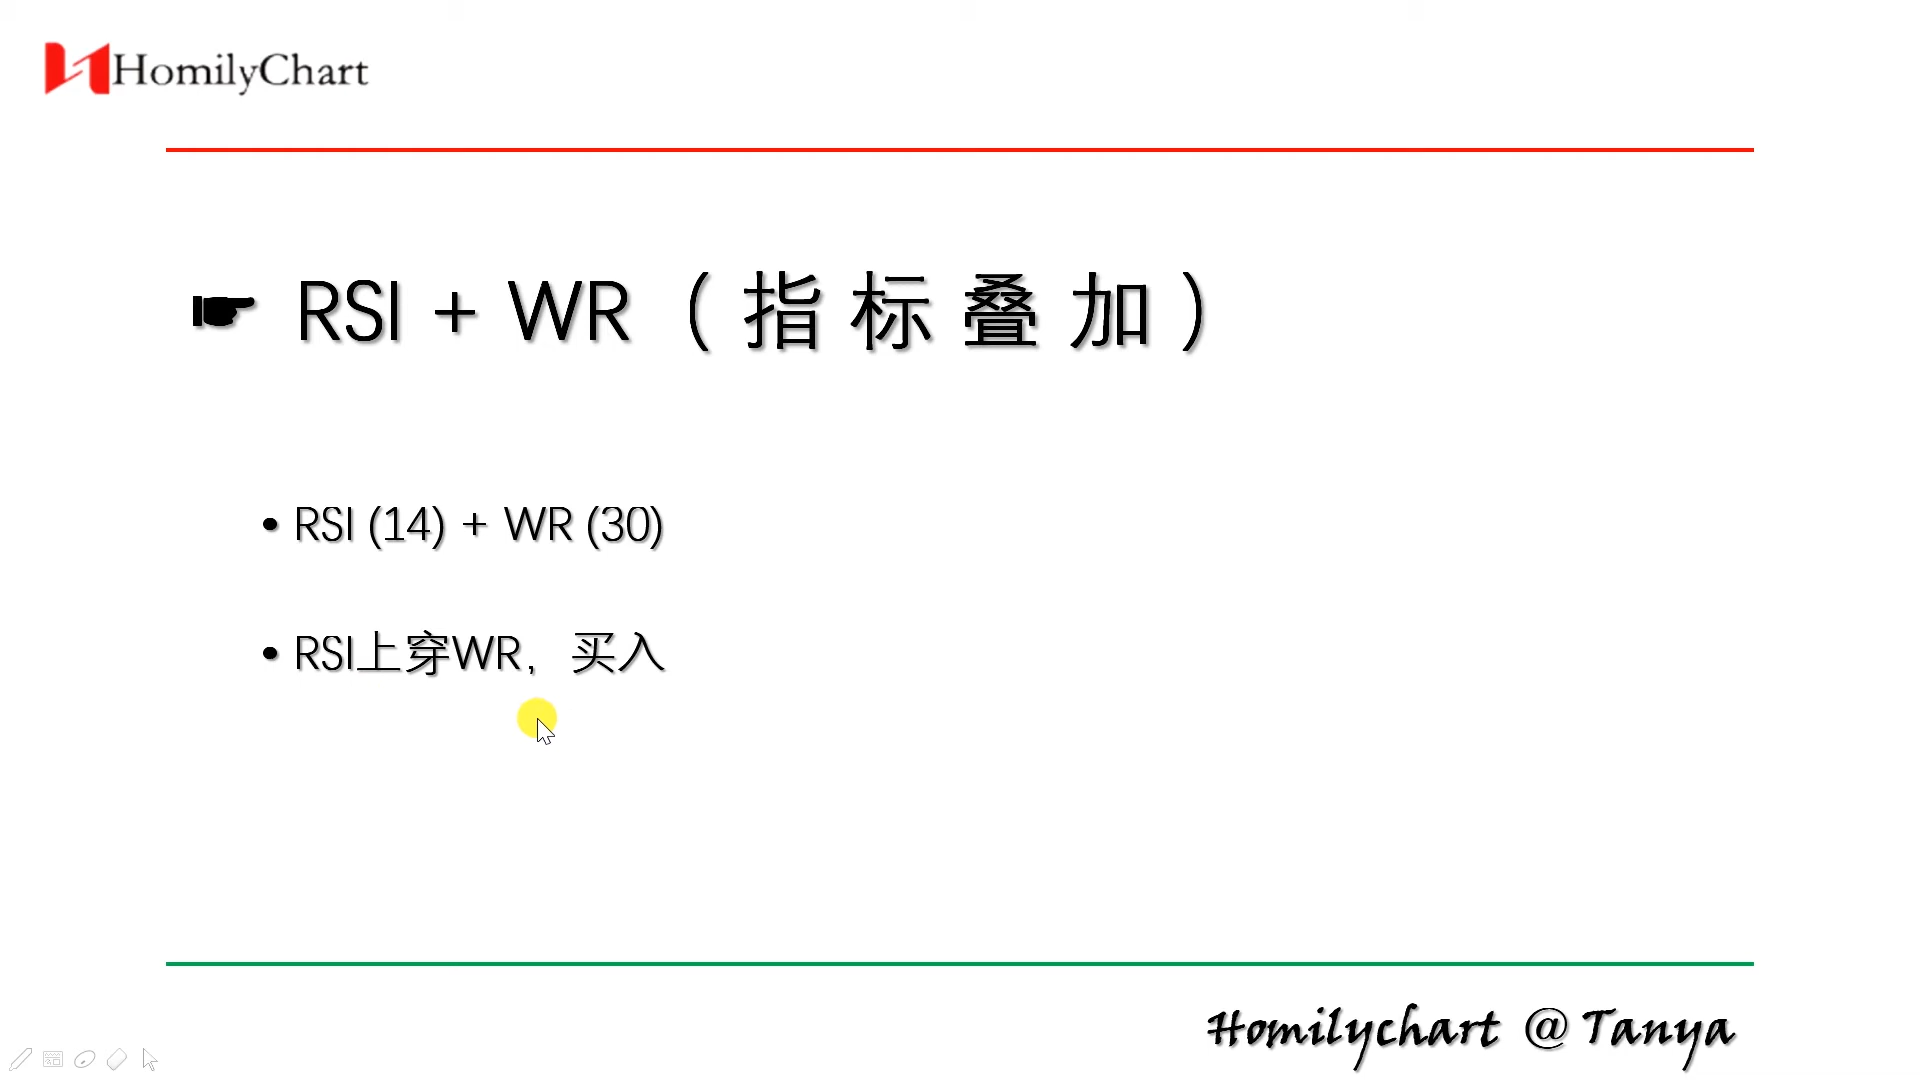 HomilyChart
☛ RSI + WR（指标叠加）
• RSI (14) + WR (30)
• RSI上穿WR，买入
Homilychart @ Tanya